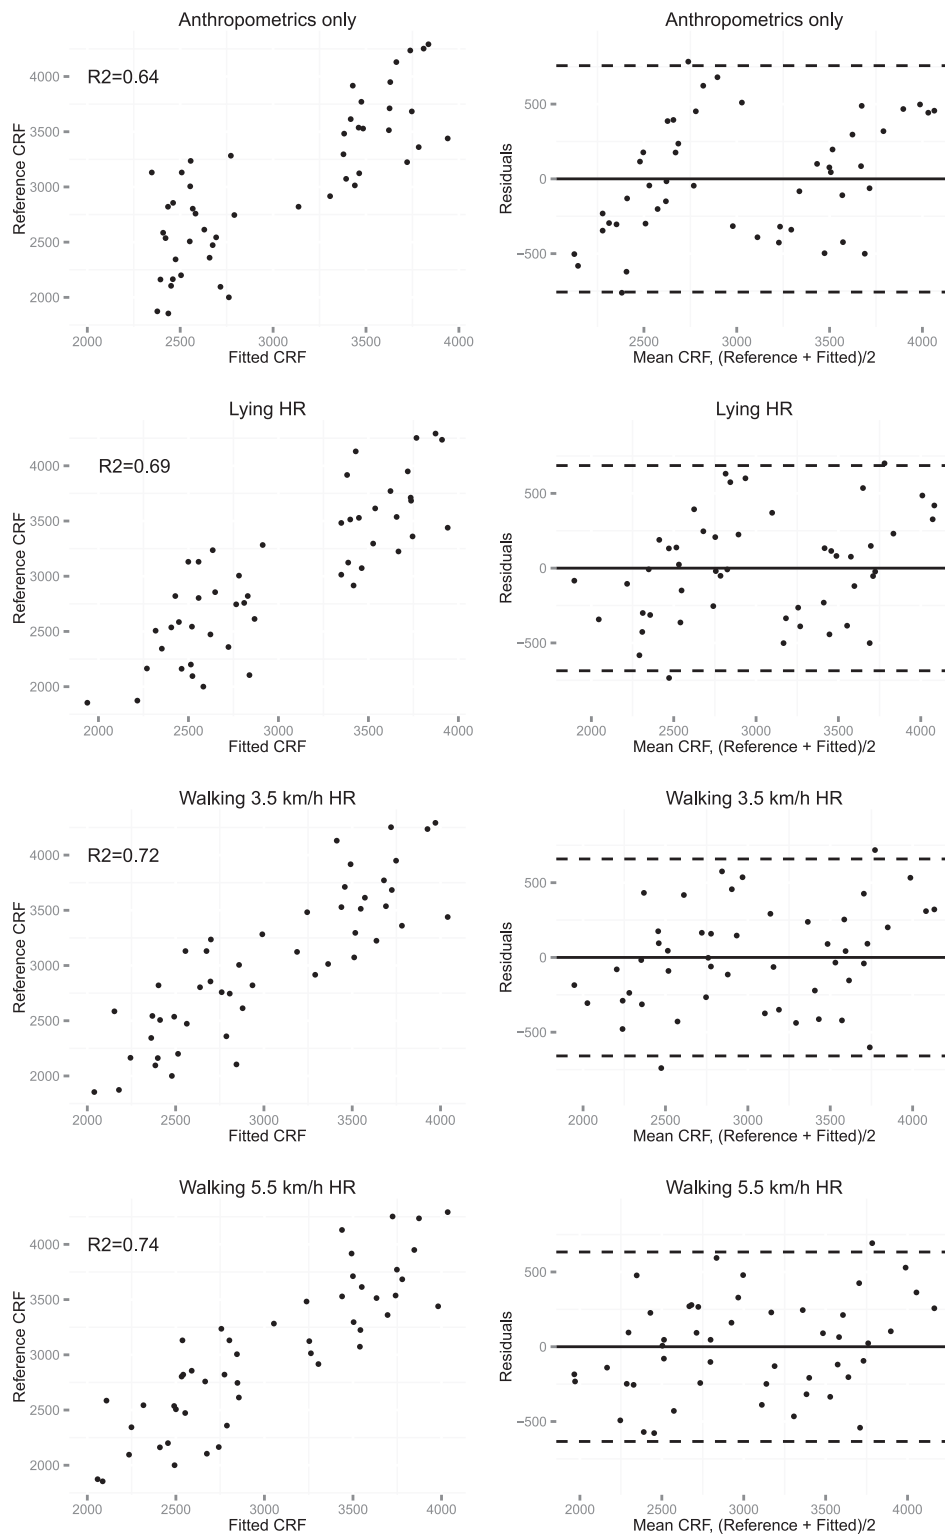 Anthropometrics only
R2=0.64
Reference CRF
4000
3500
3000
2500
2000
2000 2500 3000 3500 4000
Fitted CRF
Anthropometrics only
Residuals
500
0
−500
2500 3000 3500 4000
Mean CRF, (Reference + Fitted)/2
Lying HR
R2=0.69
Reference CRF
4000
3500
3000
2500
2000
2000 2500 3000 3500 4000
Fitted CRF
Lying HR
Residuals
500
0
−500
2000 2500 3000 3500 4000
Mean CRF, (Reference + Fitted)/2
Walking 3.5 km/h HR
R2=0.72
Reference CRF
4000
3500
3000
2500
2000
2000 2500 3000 3500 4000
Fitted CRF
Walking 3.5 km/h HR
Residuals
500
0
−500
2000 2500 3000 3500 4000
Mean CRF, (Reference + Fitted)/2
Walking 5.5 km/h HR
R2=0.74
Reference CRF
4000
3500
3000
2500
2000
2000 2500 3000 3500 4000
Fitted CRF
Walking 5.5 km/h HR
Residuals
500
0
−500
2000 2500 3000 3500 4000
Mean CRF, (Reference + Fitted)/2